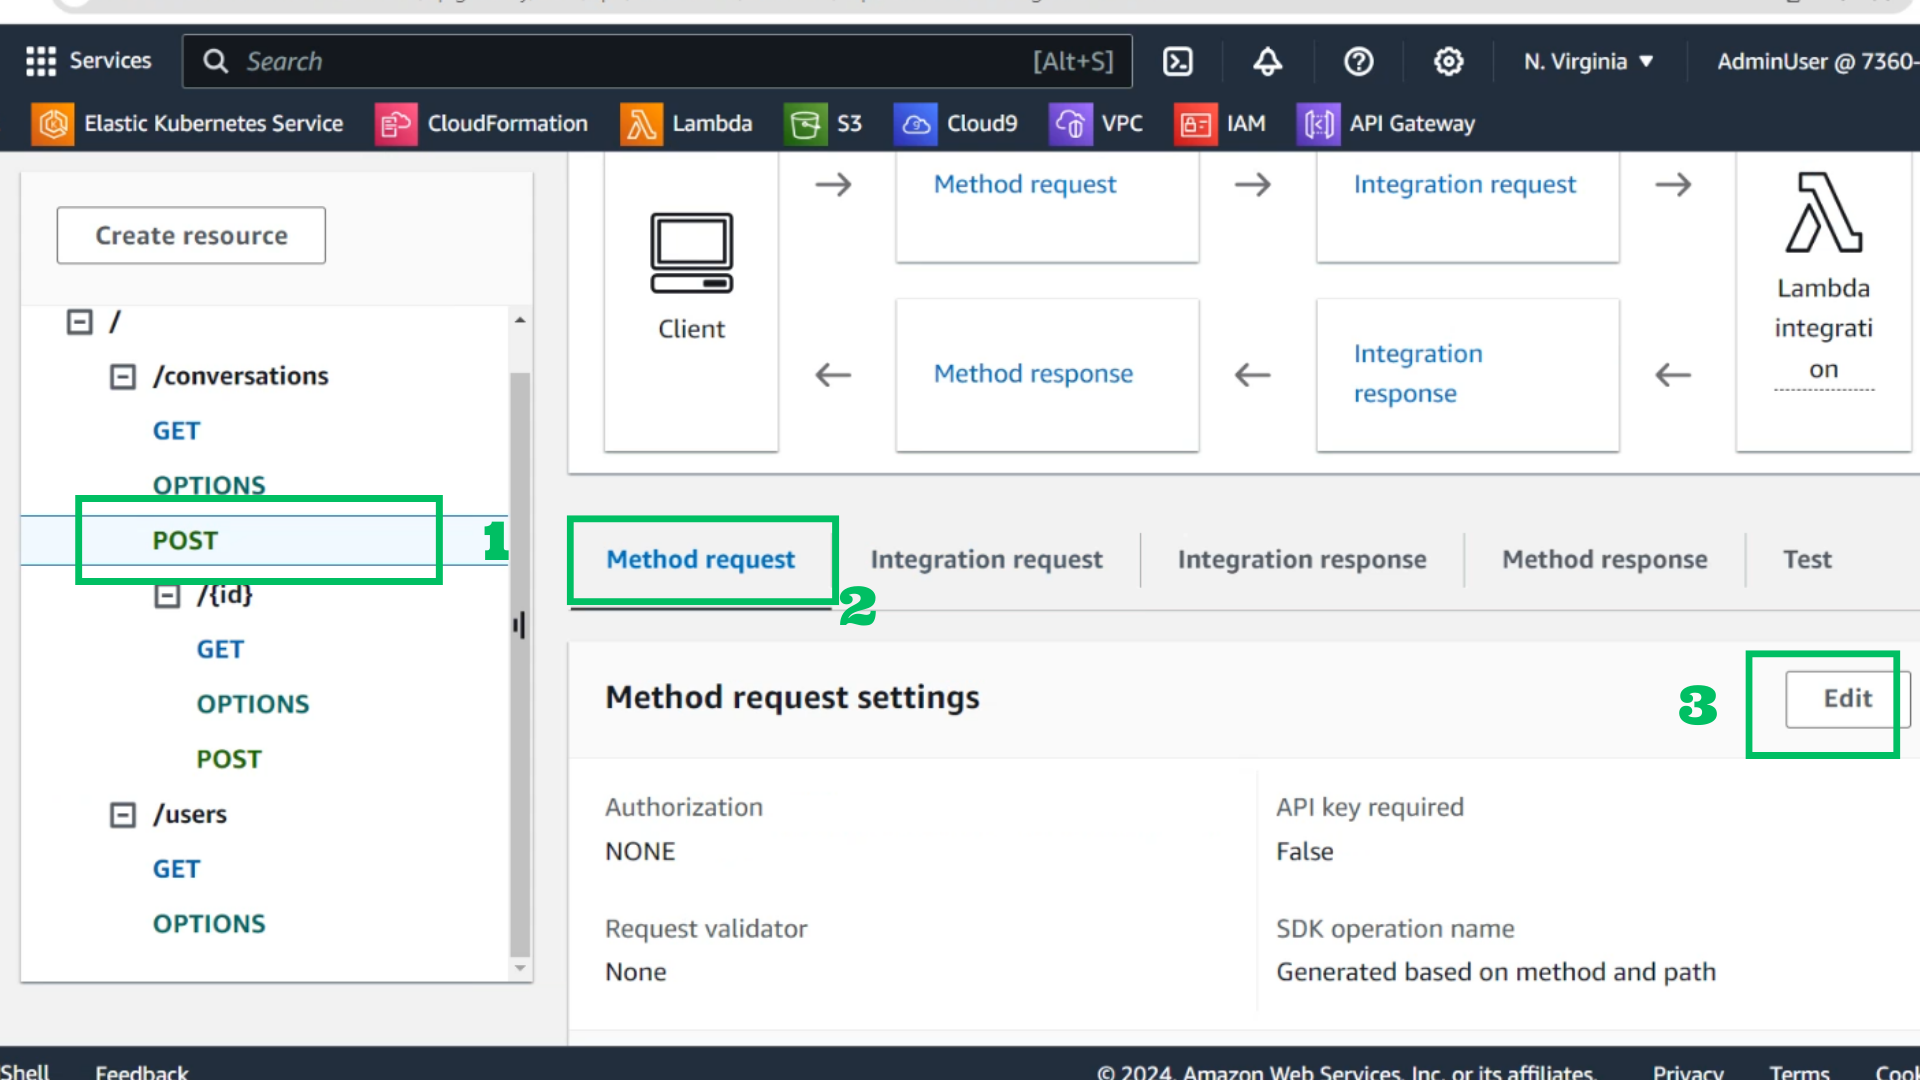 Services
Search
[Alt+S]
N. Virginia
AdminUser @ 7360-
Elastic Kubernetes Service
CloudFormation
Lambda
S3
Cloud9
VPC
IAM
API Gateway
Create resource
/
/conversations
GET
OPTIONS
POST
1
/{id}
GET
OPTIONS
POST
/users
GET
OPTIONS
Client
Method request
Integration request
Method response
Integration
response
Lambda
integrati
on
Method request
Integration request
Integration response
Method response
Test
2
Method request settings
3
Edit
Authorization
NONE
API key required
False
Request validator
None
SDK operation name
Generated based on method and path
Shell
Feedback
© 2024, Amazon Web Services, Inc. or its affiliates.
Privacy
Terms
Cook